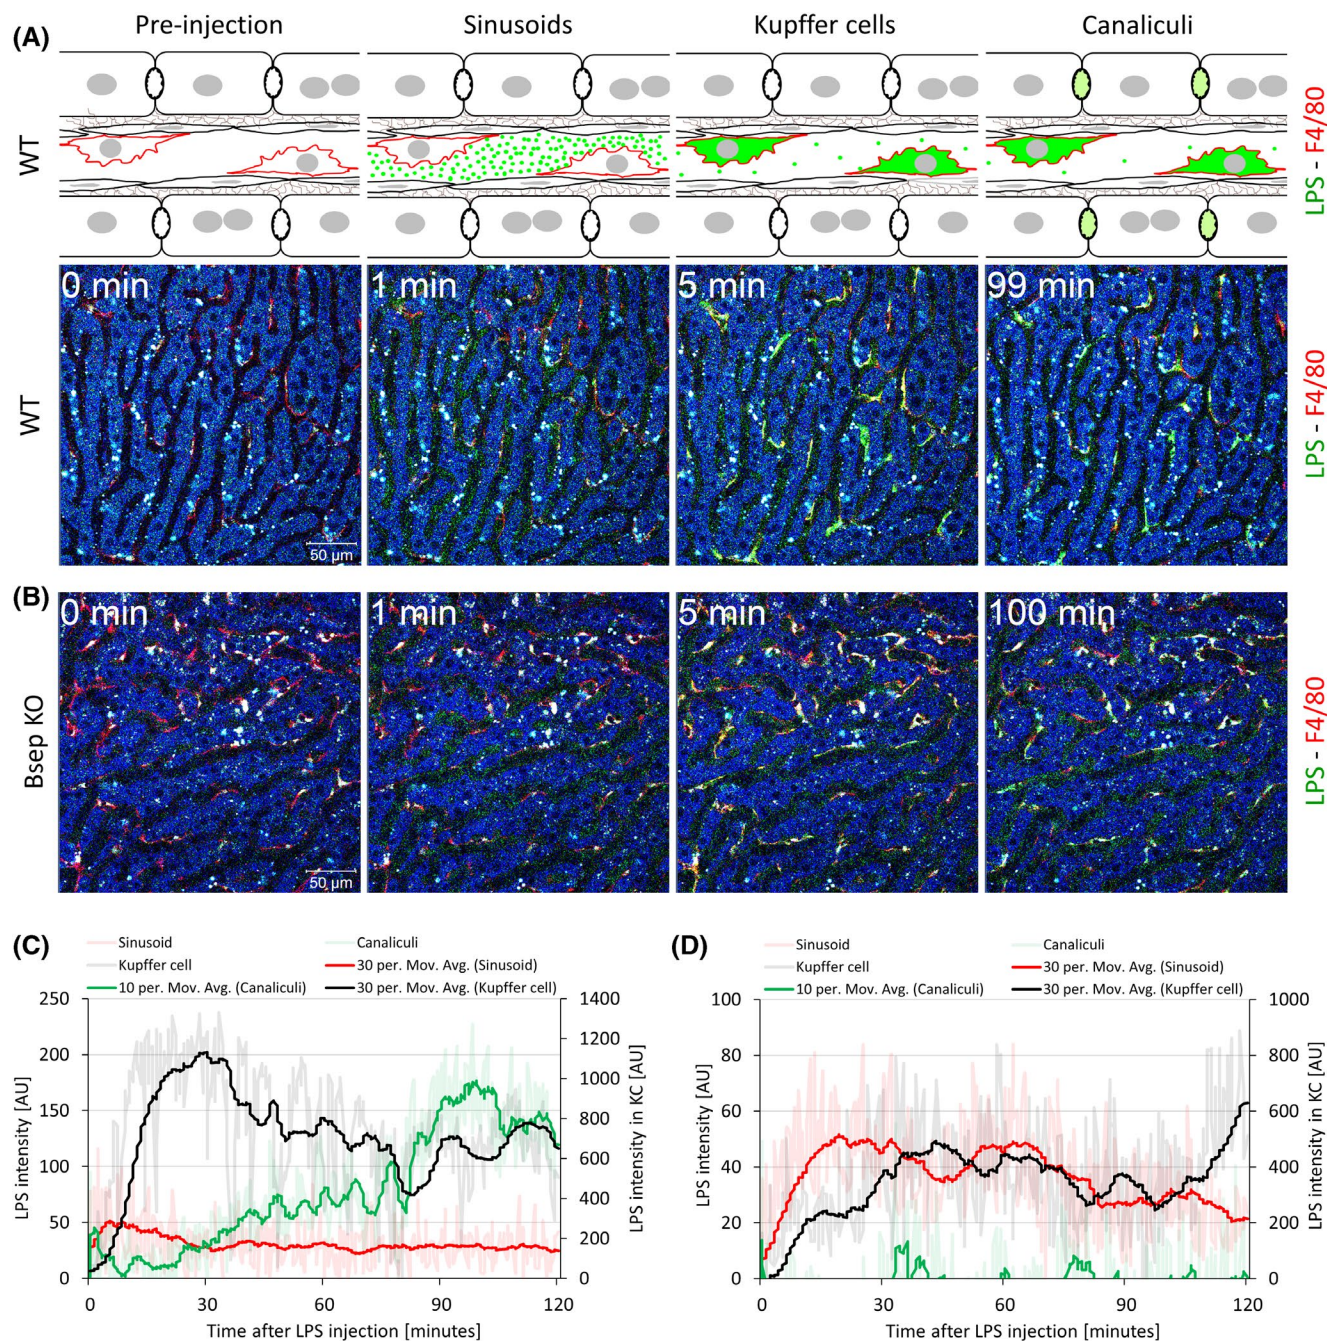 (A)
Pre-injection Sinusoids Kupffer cells Canaliculi
WT
LPS - F4/80
0 min 1 min 5 min 99 min
WT
LPS - F4/80
50 µm
(B)
0 min 1 min 5 min 100 min
Bsep KO
LPS - F4/80
50 µm
(C)
Sinusoid Canaliculi
Kupffer cell 30 per. Mov. Avg. (Sinusoid)
10 per. Mov. Avg. (Canaliculi) 30 per. Mov. Avg. (Kupffer cell)
250 1400
1200
200
1000
150
800
600
100
400
50
200
0 0
LPS intensity [AU]
LPS intensity in KC [AU]
0 30 60 90 120
Time after LPS injection [minutes]
(D)
Sinusoid Canaliculi
Kupffer cell 30 per. Mov. Avg. (Sinusoid)
10 per. Mov. Avg. (Canaliculi) 30 per. Mov. Avg. (Kupffer cell)
100 1000
80 800
60 600
40 400
20 200
0 0
LPS intensity [AU]
LPS intensity in KC [AU]
0 30 60 90 120
Time after LPS injection [minutes]